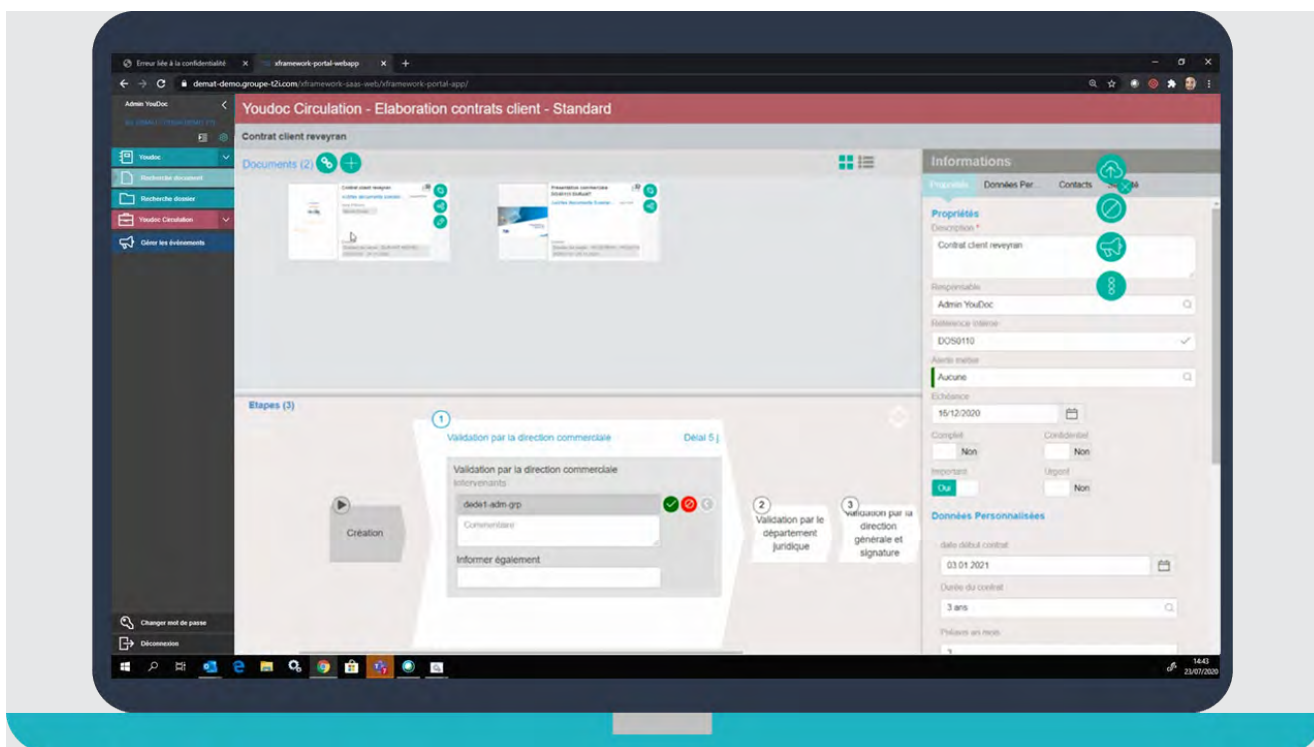 Erreur liée à la confidentialité
xframework-portal-webapp
demat-demo.groupe-t2i.com/xframework-saas-web/xframework-portal-app/
Admin YouDoc
Youdoc Circulation - Elaboration contrats client - Standard
Contrat client reveyran
Youdoc
Recherche document
Recherche dossier
Youdoc Circulation
Gérer les événements
Changer mot de passe
Déconnexion
Documents (2)
Contrat client reveyran
Informations
Propriétés
Données Per...
Contacts
Propriétés
Description *
Contrat client reveyran
Responsable
Admin YouDoc
Référence interne
DOS0110
Alerte métier
Aucune
Echéance
16/12/2020
Complet
Confidentiel
Non
Non
Important
Urgent
Oui
Non
Données Personnalisées
date début contrat
03.01.2021
Durée du contrat
3 ans
Préavis en mois
3
Etapes (3)
Création
1
Validation par la direction commerciale
Délai 5 j
Validation par la direction commerciale
Intervenants
dede1-adm-grp
Commentaire
Informer également
2
Validation par le
département
juridique
3
Validation par la
direction
générale et
signature
14:43
23/07/2020